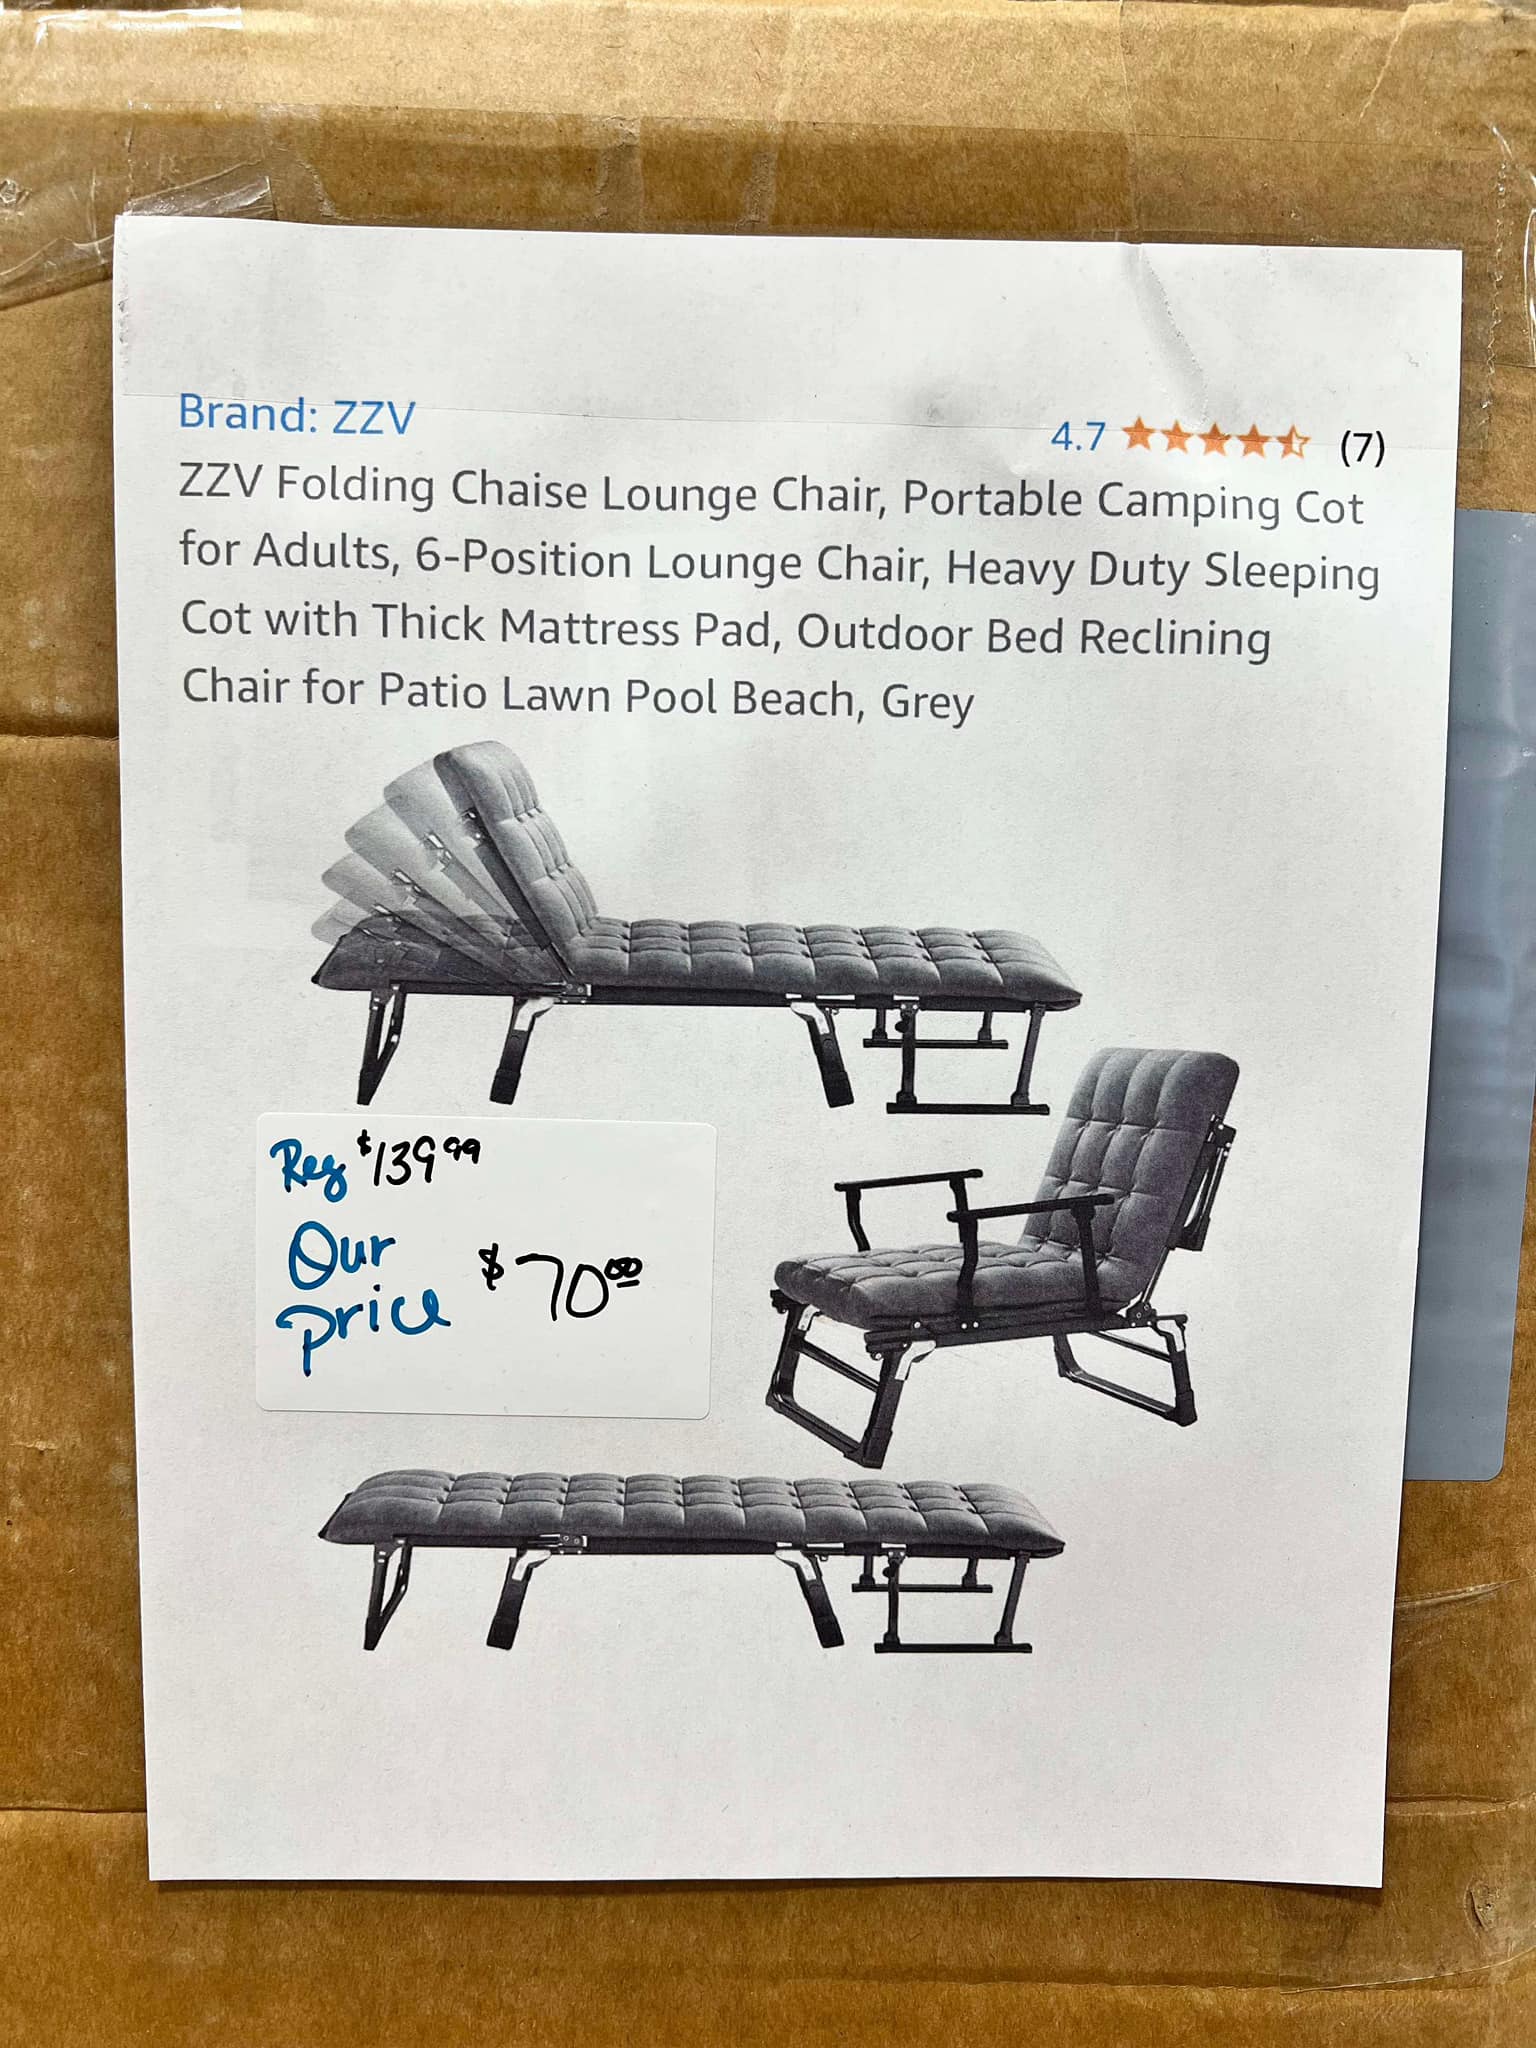 Brand: ZZV
4.7 (7)
ZZV Folding Chaise Lounge Chair, Portable Camping Cot
for Adults, 6-Position Lounge Chair, Heavy Duty Sleeping
Cot with Thick Mattress Pad, Outdoor Bed Reclining
Chair for Patio Lawn Pool Beach, Grey
Reg $139.99
Our
price $70.00